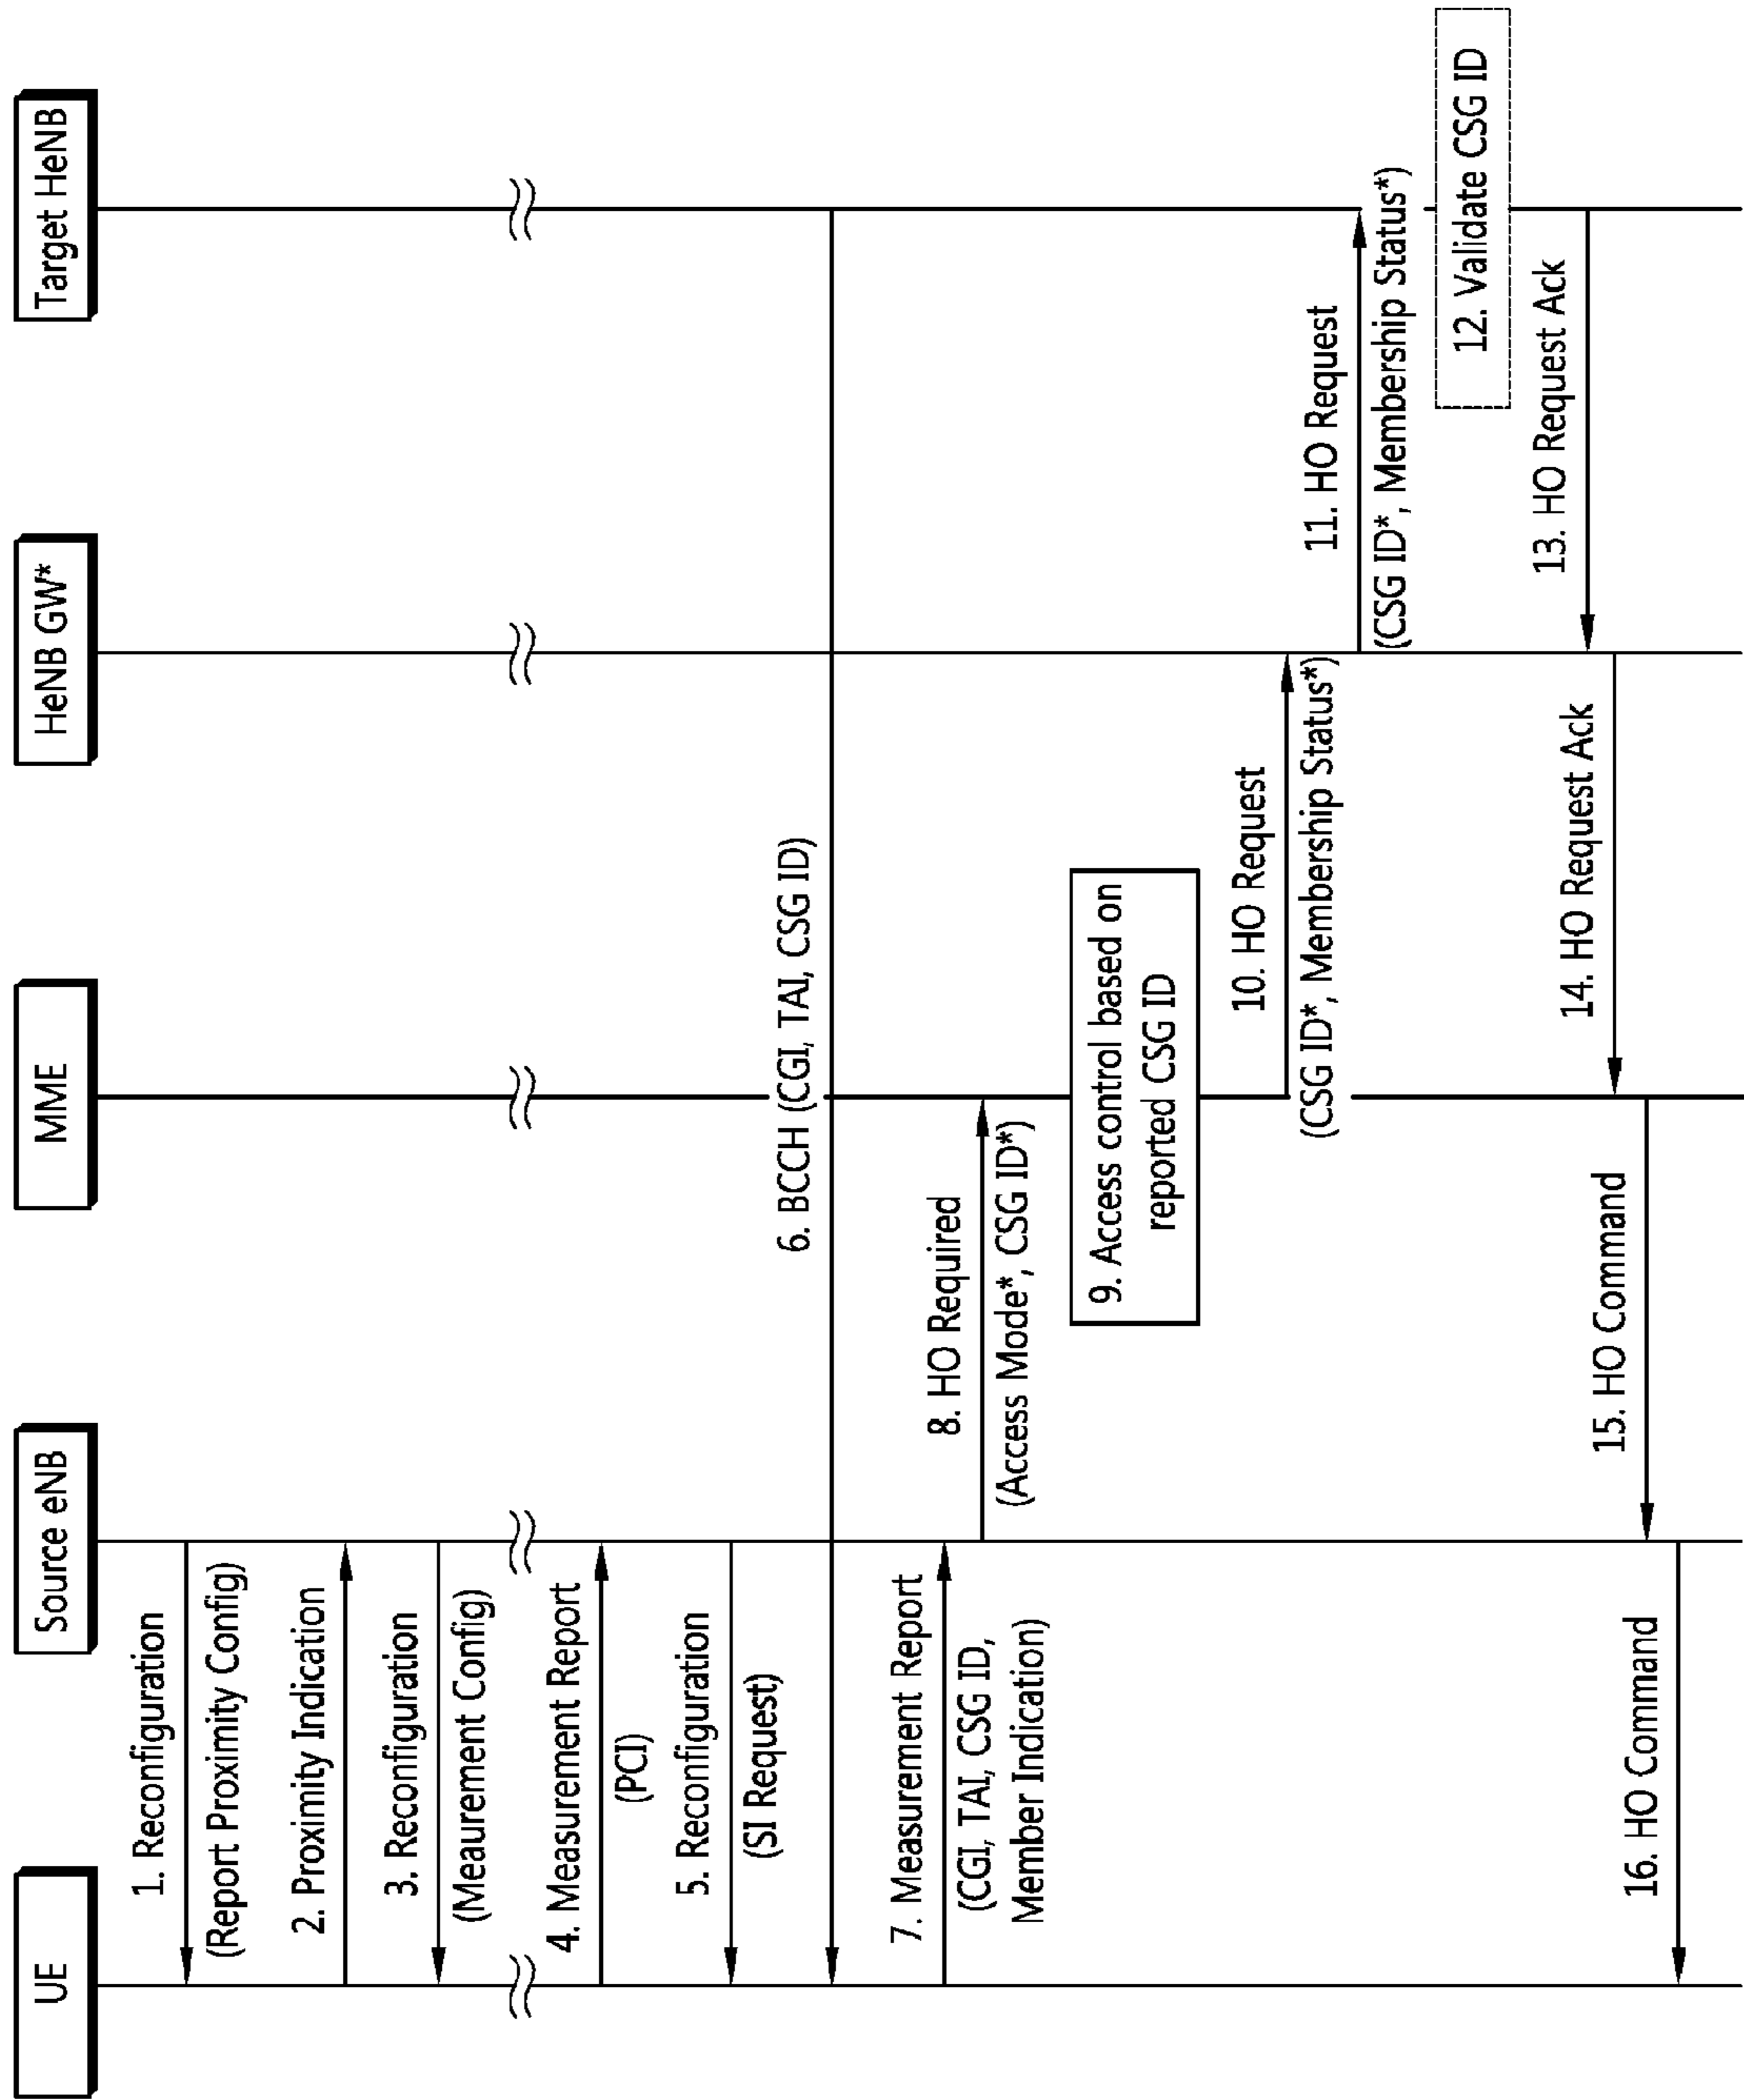 UE
Source eNB
MME
HeNB GW*
Target HeNB
1. Reconfiguration
(Report Proximity Config)
2. Proximity Indication
3. Reconfiguration
(Meaurement Config)
4. Measurement Report
(PCI)
5. Reconfiguration
(SI Request)
6. BCCH (CGI, TAI, CSG ID)
7. Measurement Report
(CGI, TAI, CSG ID,
Member Indication)
8. HO Required
(Access Mode*, CSG ID*)
9. Access control based on
reported CSG ID
10. HO Request
(CSG ID*, Membership Status*)
11. HO Request
(CSG ID*, Membership Status*)
12. Validate CSG ID
13. HO Request Ack
14. HO Request Ack
15. HO Command
16. HO Command